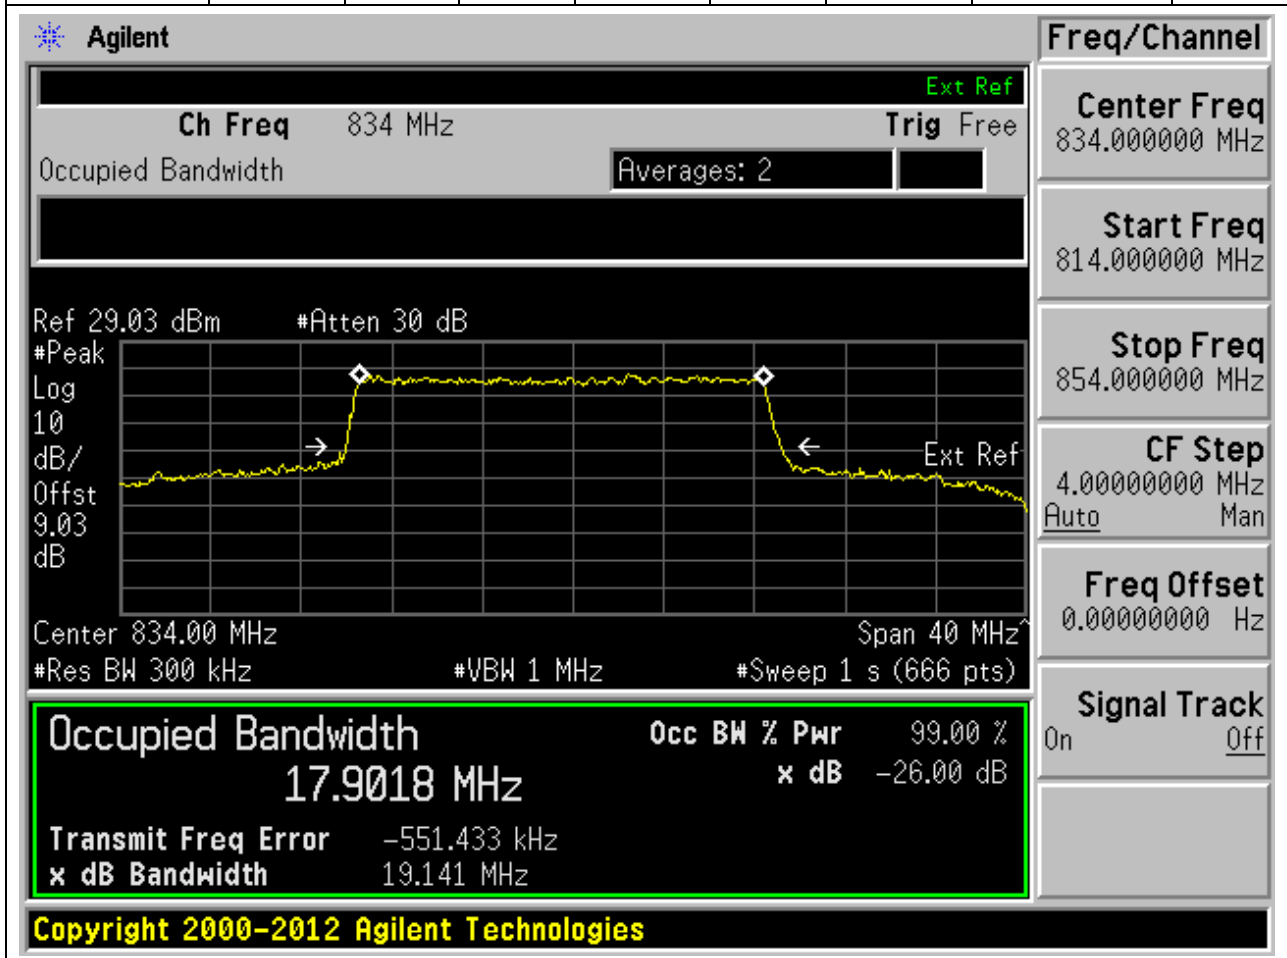 Agilent
Freq/Channel
Ext Ref
Ch Freq 834 MHz Trig Free
Occupied Bandwidth Averages: 2
Ref 29.03 dBm #Atten 30 dB
#Peak
Log
10
dB/
Offst
9.03
dB
Ext Ref
Center 834.00 MHz Span 40 MHz^
#Res BW 300 kHz #VBW 1 MHz #Sweep 1 s (666 pts)
Occupied Bandwidth Occ BW % Pwr 99.00 %
17.9018 MHz x dB -26.00 dB
Transmit Freq Error -551.433 kHz
x dB Bandwidth 19.141 MHz
Copyright 2000-2012 Agilent Technologies
Center Freq
834.000000 MHz
Start Freq
814.000000 MHz
Stop Freq
854.000000 MHz
CF Step
4.00000000 MHz
Auto Man
Freq Offset
0.00000000 Hz
Signal Track
On Off